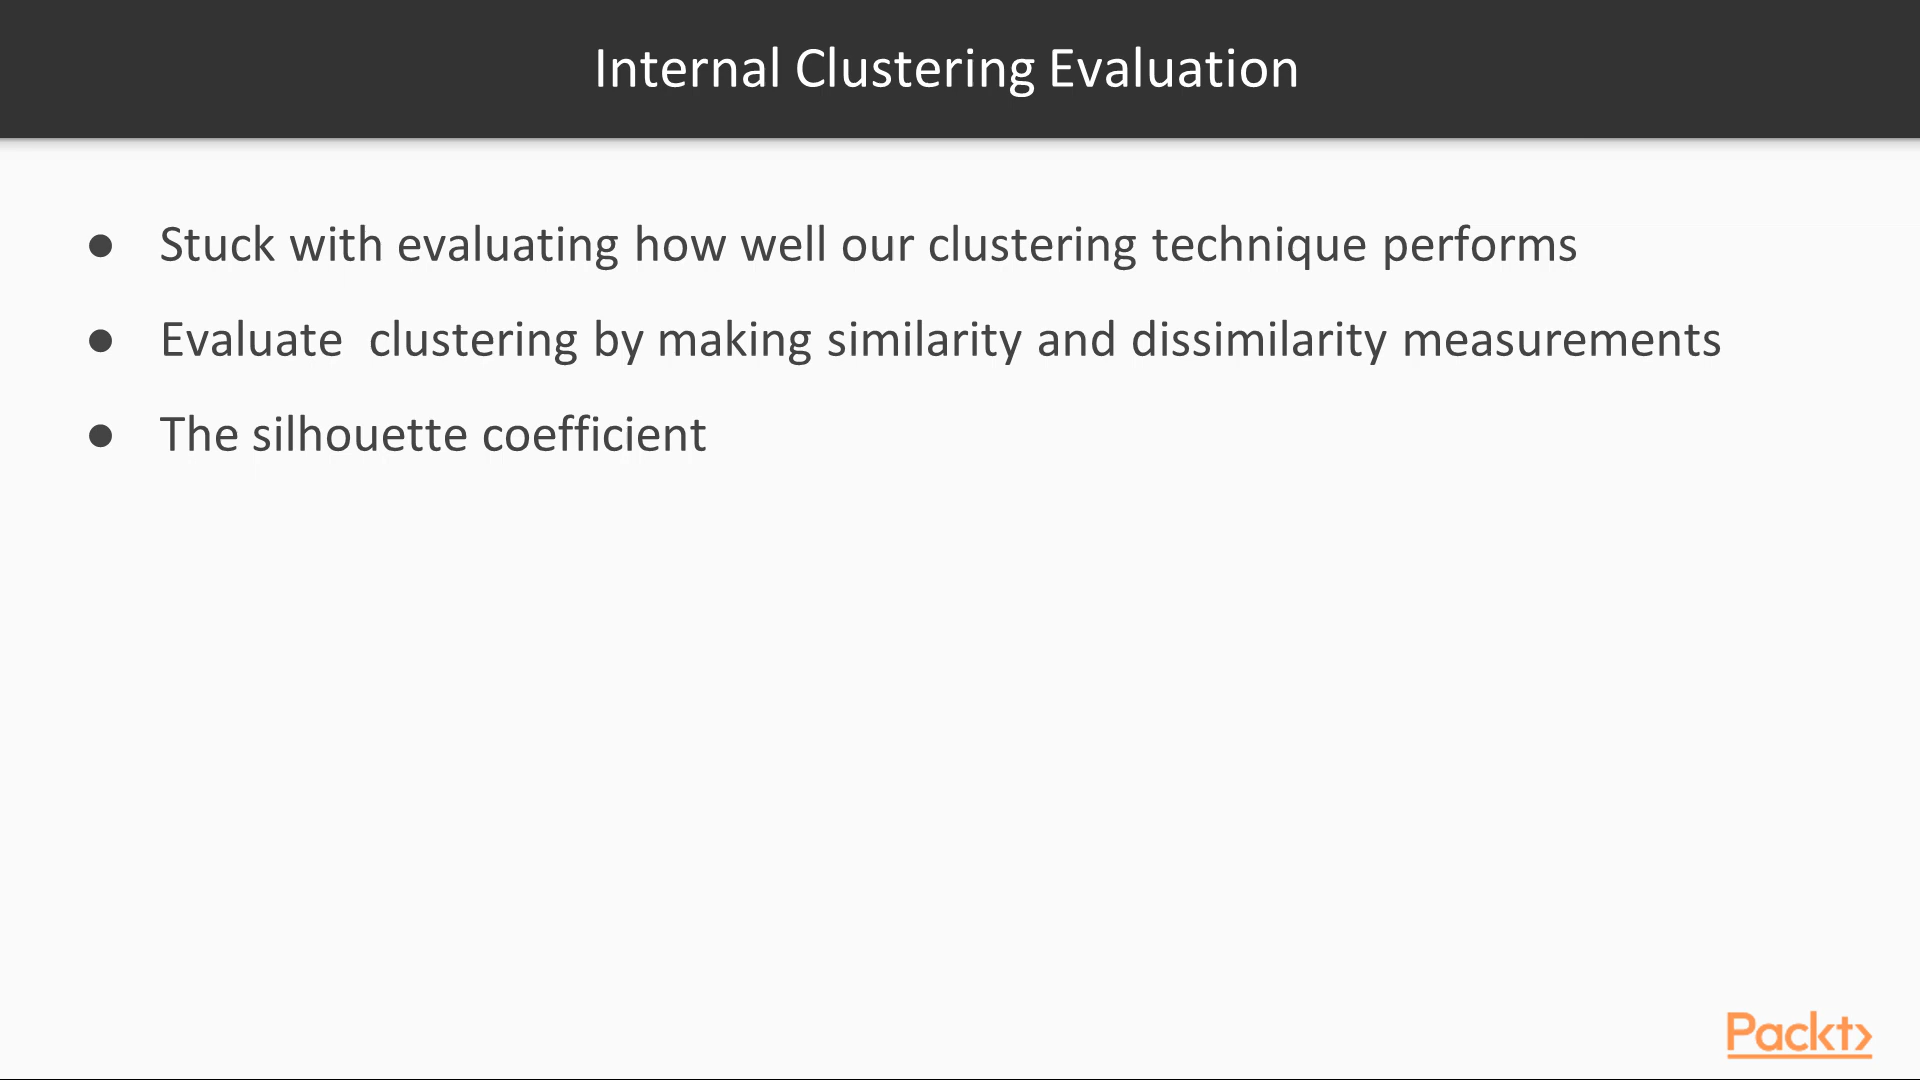 Internal Clustering Evaluation
● Stuck with evaluating how well our clustering technique performs
● Evaluate  clustering by making similarity and dissimilarity measurements
● The silhouette coefficient
Packt>